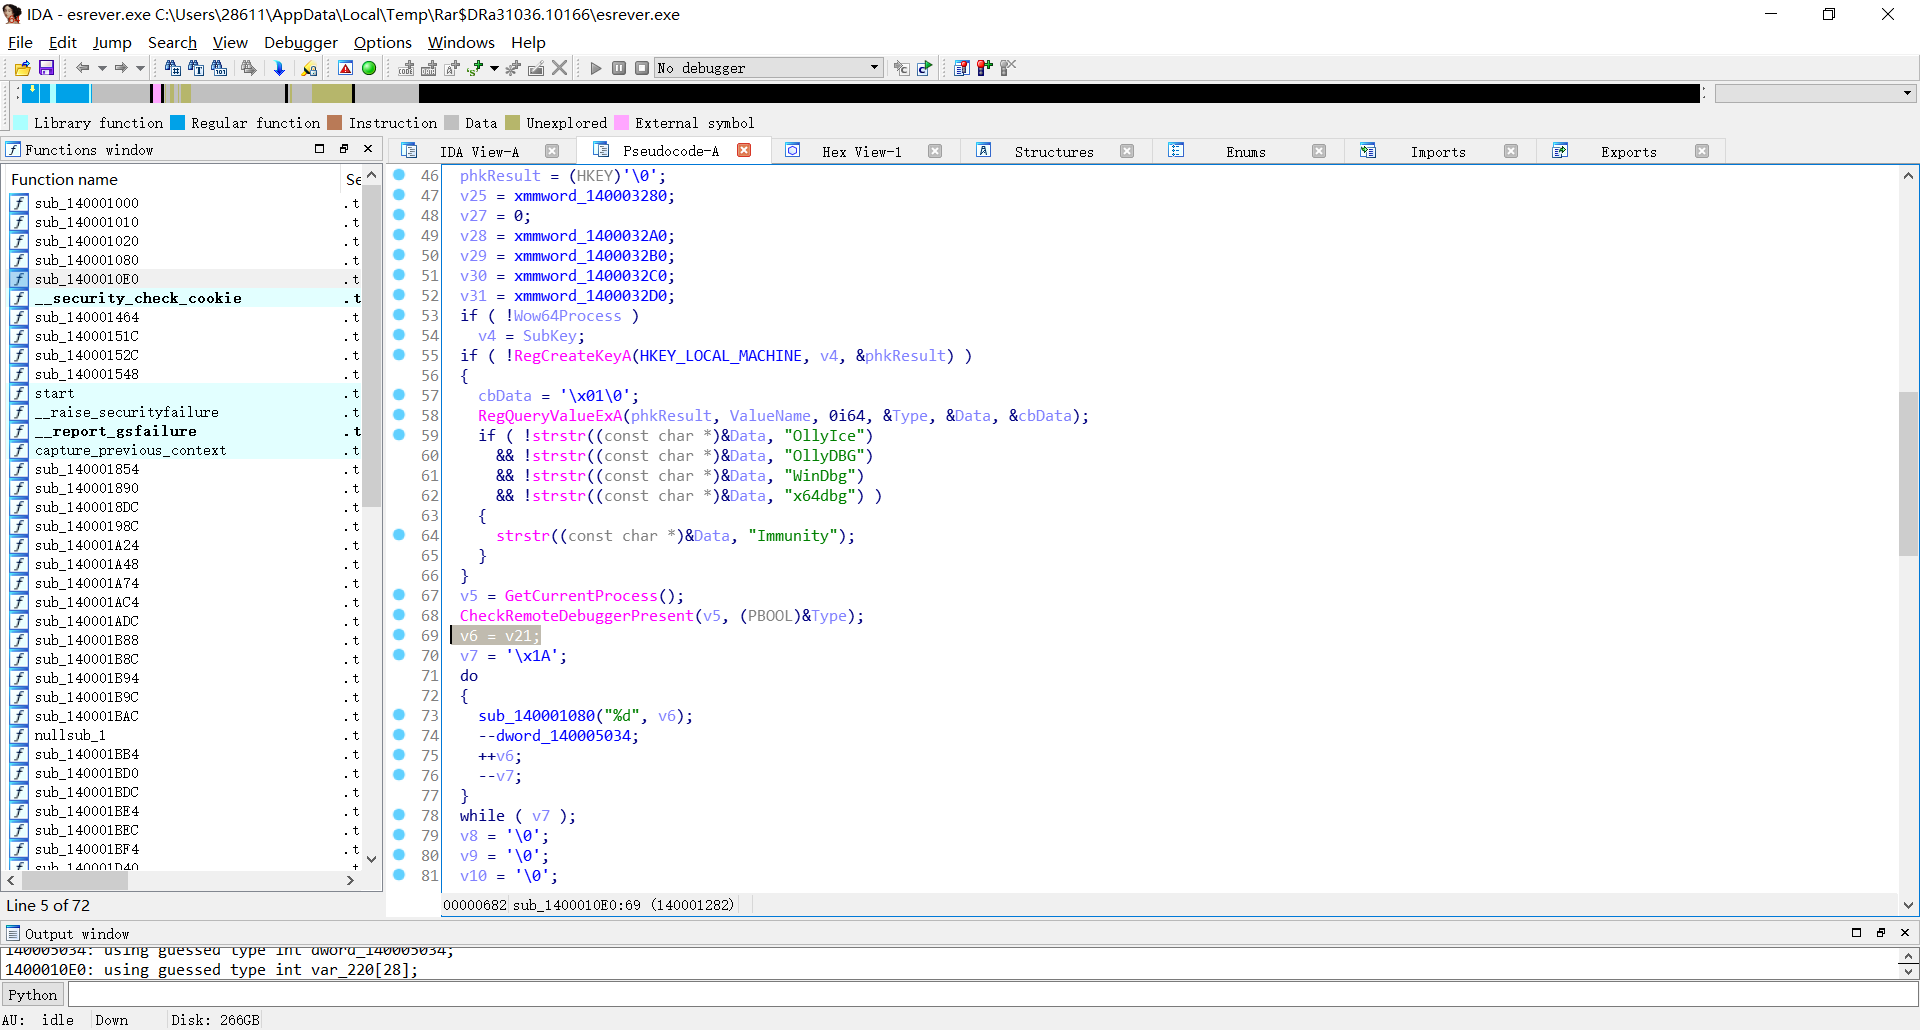 IDA - esrever.exe C:\Users\28611\AppData\Local\Temp\Rar$DRa31036.10166\esrever.exe
File Edit Jump Search View Debugger Options Windows Help
No debugger
Library function Regular function Instruction Data Unexplored External symbol
Functions window
IDA View-A Pseudocode-A Hex View-1 Structures Enums Imports Exports
Function name Se
sub_140001000 .t
sub_140001010 .t
sub_140001020 .t
sub_140001080 .t
sub_1400010E0 .t
__security_check_cookie .t
sub_140001464 .t
sub_14000151C .t
sub_14000152C .t
sub_140001548 .t
start .t
__raise_securityfailure .t
__report_gsfailure .t
capture_previous_context .t
sub_140001854 .t
sub_140001890 .t
sub_1400018DC .t
sub_14000198C .t
sub_140001A24 .t
sub_140001A48 .t
sub_140001A74 .t
sub_140001AC4 .t
sub_140001ADC .t
sub_140001B88 .t
sub_140001B8C .t
sub_140001B94 .t
sub_140001B9C .t
sub_140001BAC .t
nullsub_1 .t
sub_140001BB4 .t
sub_140001BD0 .t
sub_140001BDC .t
sub_140001BE4 .t
sub_140001BEC .t
sub_140001BF4 .t
sub_140001D40 .t
Line 5 of 72
46 phkResult = (HKEY)'\0';
47 v25 = xmmword_140003280;
48 v27 = 0;
49 v28 = xmmword_1400032A0;
50 v29 = xmmword_1400032B0;
51 v30 = xmmword_1400032C0;
52 v31 = xmmword_1400032D0;
53 if ( !Wow64Process )
54 v4 = SubKey;
55 if ( !RegCreateKeyA(HKEY_LOCAL_MACHINE, v4, &phkResult) )
56 {
57 cbData = '\x01\0';
58 RegQueryValueExA(phkResult, ValueName, 0i64, &Type, &Data, &cbData);
59 if ( !strstr((const char *)&Data, "OllyIce")
60 && !strstr((const char *)&Data, "OllyDBG")
61 && !strstr((const char *)&Data, "WinDbg")
62 && !strstr((const char *)&Data, "x64dbg") )
63 {
64 strstr((const char *)&Data, "Immunity");
65 }
66 }
67 v5 = GetCurrentProcess();
68 CheckRemoteDebuggerPresent(v5, (PBOOL)&Type);
69 v6 = v21;
70 v7 = '\x1A';
71 do
72 {
73 sub_140001080("%d", v6);
74 --dword_140005034;
75 ++v6;
76 --v7;
77 }
78 while ( v7 );
79 v8 = '\0';
80 v9 = '\0';
81 v10 = '\0';
00000682 sub_1400010E0:69 (140001282)
Output window
140005034: using guessed type int dword_140005034;
1400010E0: using guessed type int var_220[28];
Python
AU: idle Down Disk: 266GB